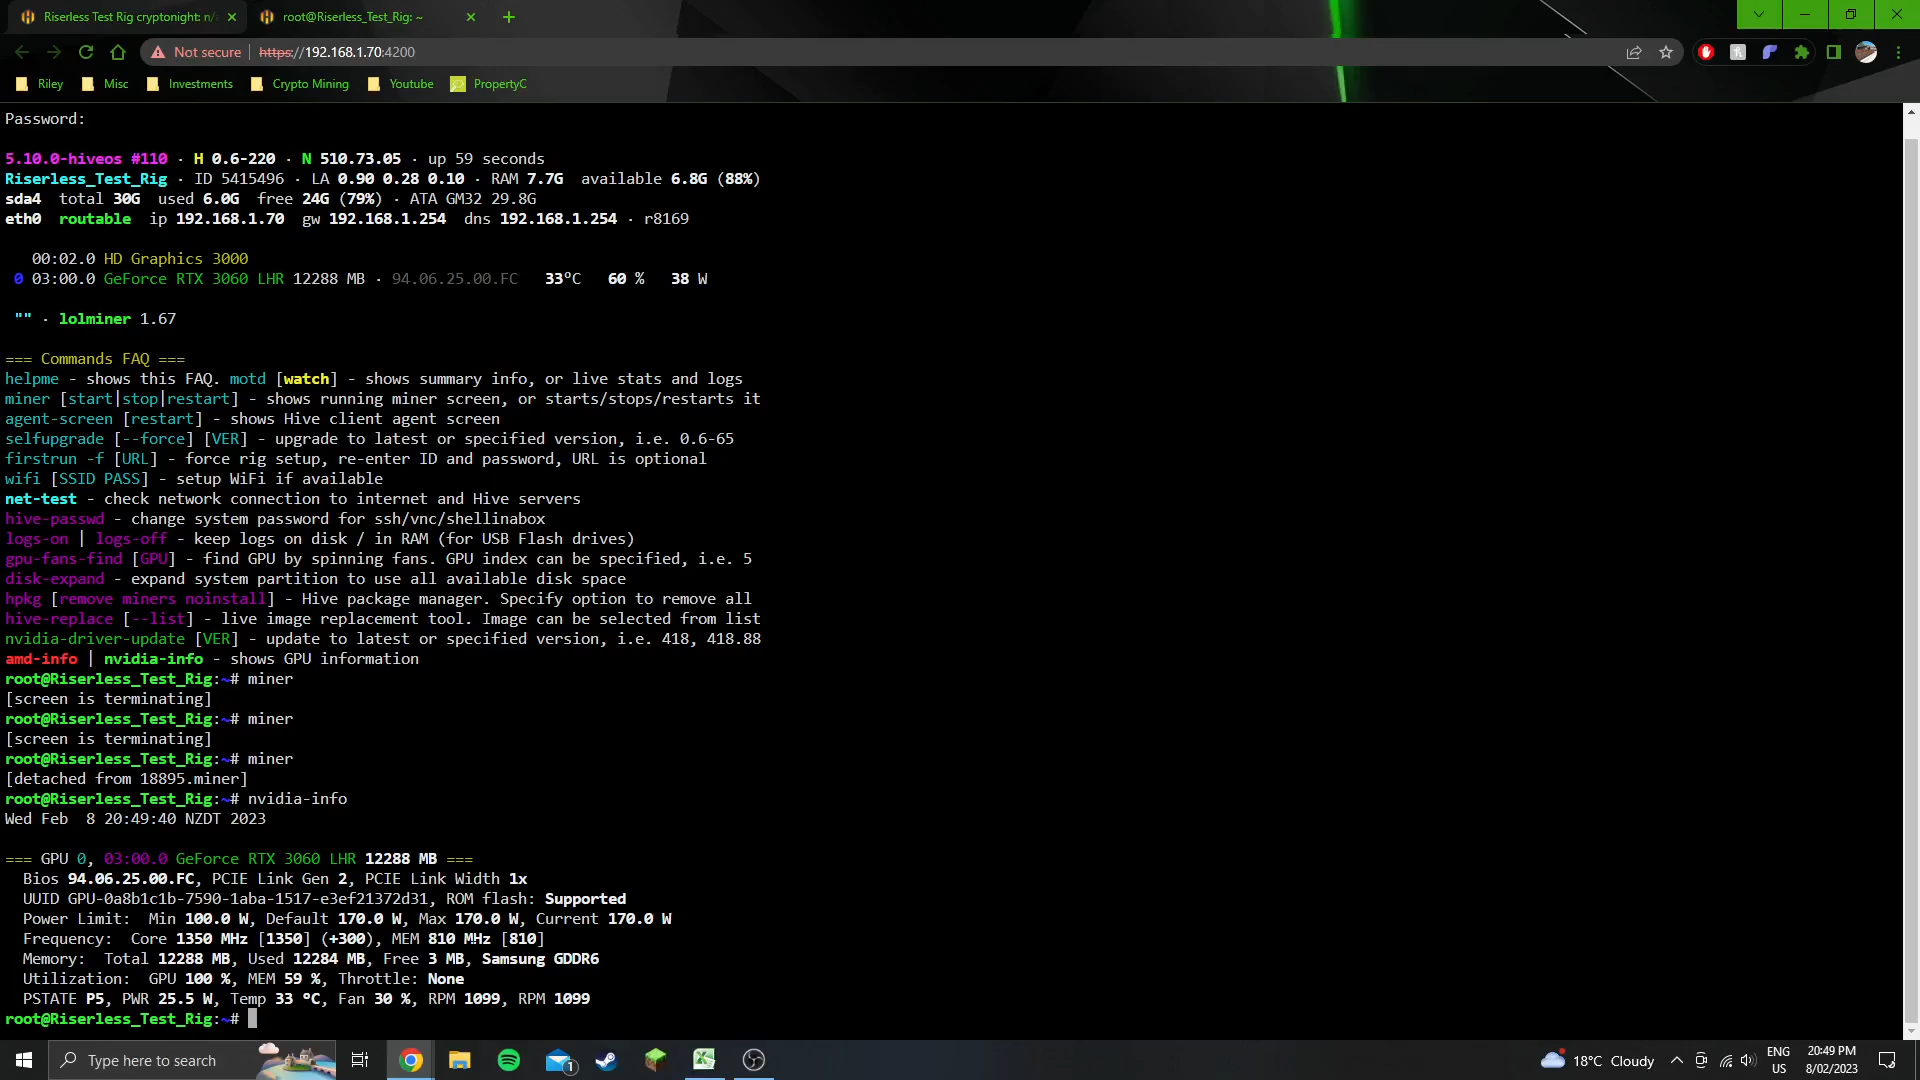 Riserless Test Rig cryptonight: n/
root@Riserless_Test_Rig: ~
Not secure https://192.168.1.70:4200
Riley Misc Investments Crypto Mining Youtube PropertyC
Password:
5.10.0-hiveos #110 · H 0.6-220 · N 510.73.05 · up 59 seconds
Riserless_Test_Rig · ID 5415496 · LA 0.90 0.28 0.10 · RAM 7.7G available 6.8G (88%)
sda4 total 30G used 6.0G free 24G (79%) · ATA GM32 29.8G
eth0 routable ip 192.168.1.70 gw 192.168.1.254 dns 192.168.1.254 · r8169
00:02.0 HD Graphics 3000
0 03:00.0 GeForce RTX 3060 LHR 12288 MB · 94.06.25.00.FC 33°C 60 % 38 W
"" · lolminer 1.67
=== Commands FAQ ===
helpme - shows this FAQ. motd [watch] - shows summary info, or live stats and logs
miner [start|stop|restart] - shows running miner screen, or starts/stops/restarts it
agent-screen [restart] - shows Hive client agent screen
selfupgrade [--force] [VER] - upgrade to latest or specified version, i.e. 0.6-65
firstrun -f [URL] - force rig setup, re-enter ID and password, URL is optional
wifi [SSID PASS] - setup WiFi if available
net-test - check network connection to internet and Hive servers
hive-passwd - change system password for ssh/vnc/shellinabox
logs-on | logs-off - keep logs on disk / in RAM (for USB Flash drives)
gpu-fans-find [GPU] - find GPU by spinning fans. GPU index can be specified, i.e. 5
disk-expand - expand system partition to use all available disk space
hpkg [remove miners noinstall] - Hive package manager. Specify option to remove all
hive-replace [--list] - live image replacement tool. Image can be selected from list
nvidia-driver-update [VER] - update to latest or specified version, i.e. 418, 418.88
amd-info | nvidia-info - shows GPU information
root@Riserless_Test_Rig:~# miner
[screen is terminating]
root@Riserless_Test_Rig:~# miner
[screen is terminating]
root@Riserless_Test_Rig:~# miner
[detached from 18895.miner]
root@Riserless_Test_Rig:~# nvidia-info
Wed Feb  8 20:49:40 NZDT 2023
=== GPU 0, 03:00.0 GeForce RTX 3060 LHR 12288 MB ===
Bios 94.06.25.00.FC, PCIE Link Gen 2, PCIE Link Width 1x
UUID GPU-0a8b1c1b-7590-1aba-1517-e3ef21372d31, ROM flash: Supported
Power Limit: Min 100.0 W, Default 170.0 W, Max 170.0 W, Current 170.0 W
Frequency: Core 1350 MHz [1350] (+300), MEM 810 MHz [810]
Memory: Total 12288 MB, Used 12284 MB, Free 3 MB, Samsung GDDR6
Utilization: GPU 100 %, MEM 59 %, Throttle: None
PSTATE P5, PWR 25.5 W, Temp 33 °C, Fan 30 %, RPM 1099, RPM 1099
root@Riserless_Test_Rig:~#
Type here to search
1
18°C Cloudy
ENG
US
20:49 PM
8/02/2023